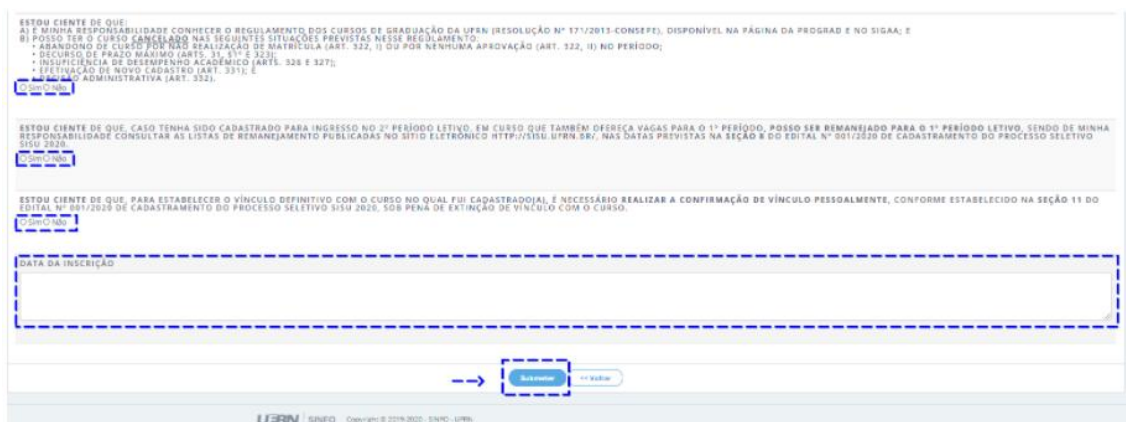 ESTOU CIENTE DE QUE:
A) É MINHA RESPONSABILIDADE CONHECER O REGULAMENTO DOS CURSOS DE GRADUAÇÃO DA UFRN (RESOLUÇÃO Nº 171/2013-CONSEPE), DISPONÍVEL NA PÁGINA DA PROGRAD E NO SIGAA; E
B) POSSO TER O CURSO CANCELADO NAS SEGUINTES SITUAÇÕES PREVISTAS NESSE REGULAMENTO:
• ABANDONO DE CURSO POR NÃO REALIZAÇÃO DE MATRÍCULA (ART. 322, I) OU POR NENHUMA APROVAÇÃO (ART. 322, II) NO PERÍODO;
• DECURSO DE PRAZO MÁXIMO (ARTS. 31, §1º E 323);
• INSUFICIÊNCIA DE DESEMPENHO ACADÊMICO (ARTS. 326 E 327);
• EFETIVAÇÃO DE NOVO CADASTRO (ART. 331); E
• DECISÃO ADMINISTRATIVA (ART. 332).
Sim Não
ESTOU CIENTE DE QUE, CASO TENHA SIDO CADASTRADO PARA INGRESSO NO 2º PERÍODO LETIVO, EM CURSO QUE TAMBÉM OFEREÇA VAGAS PARA O 1º PERÍODO, POSSO SER REMANEJADO PARA O 1º PERÍODO LETIVO, SENDO DE MINHA
RESPONSABILIDADE CONSULTAR AS LISTAS DE REMANEJAMENTO PUBLICADAS NO SÍTIO ELETRÔNICO HTTP://SISU.UFRN.BR/, NAS DATAS PREVISTAS NA SEÇÃO 8 DO EDITAL Nº 001/2020 DE CADASTRAMENTO DO PROCESSO SELETIVO
SISU 2020.
Sim Não
ESTOU CIENTE DE QUE, PARA ESTABELECER O VÍNCULO DEFINITIVO COM O CURSO NO QUAL FUI CADASTRADO(A), É NECESSÁRIO REALIZAR A CONFIRMAÇÃO DE VÍNCULO PESSOALMENTE, CONFORME ESTABELECIDO NA SEÇÃO 11 DO
EDITAL Nº 001/2020 DE CADASTRAMENTO DO PROCESSO SELETIVO SISU 2020, SOB PENA DE EXTINÇÃO DE VÍNCULO COM O CURSO.
Sim Não
DATA DA INSCRIÇÃO
Submeter << Voltar
UFRN SINFO Copyright © 2019-2020 - SINFO - UFRN